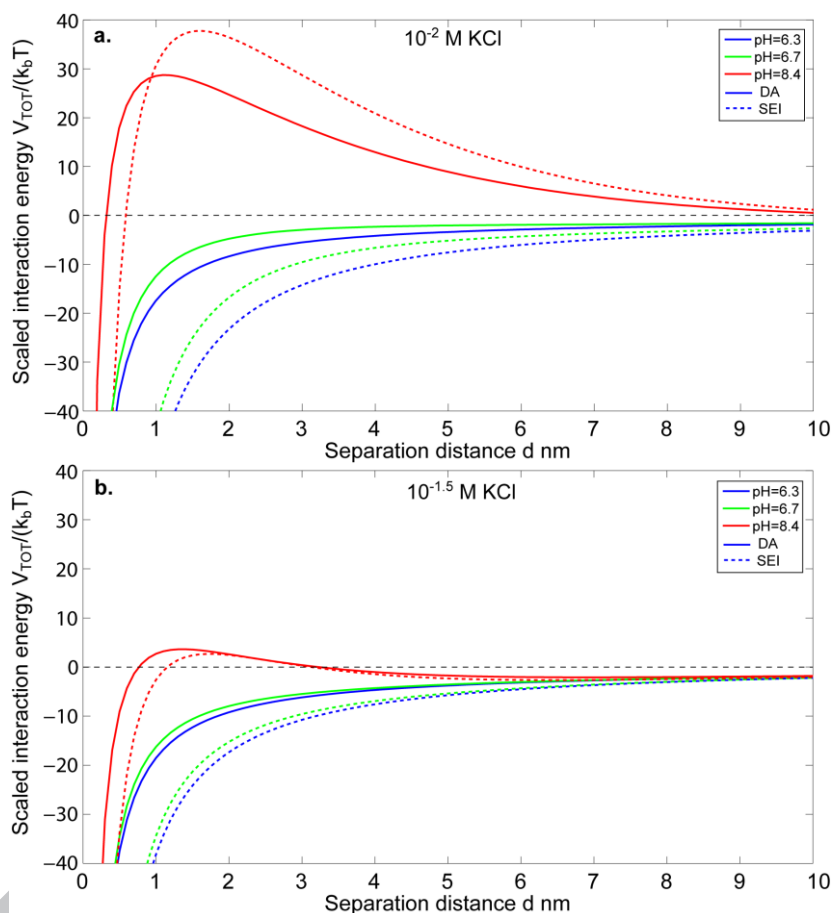 a.
10⁻² M KCl
pH=6.3
pH=6.7
pH=8.4
DA
SEI
Scaled interaction energy V_TOT/(k_bT)
40
30
20
10
0
−10
−20
−30
−40
0 1 2 3 4 5 6 7 8 9 10
Separation distance d nm
b.
10⁻¹·⁵ M KCl
pH=6.3
pH=6.7
pH=8.4
DA
SEI
Scaled interaction energy V_TOT/(k_bT)
40
30
20
10
0
−10
−20
−30
−40
0 1 2 3 4 5 6 7 8 9 10
Separation distance d nm